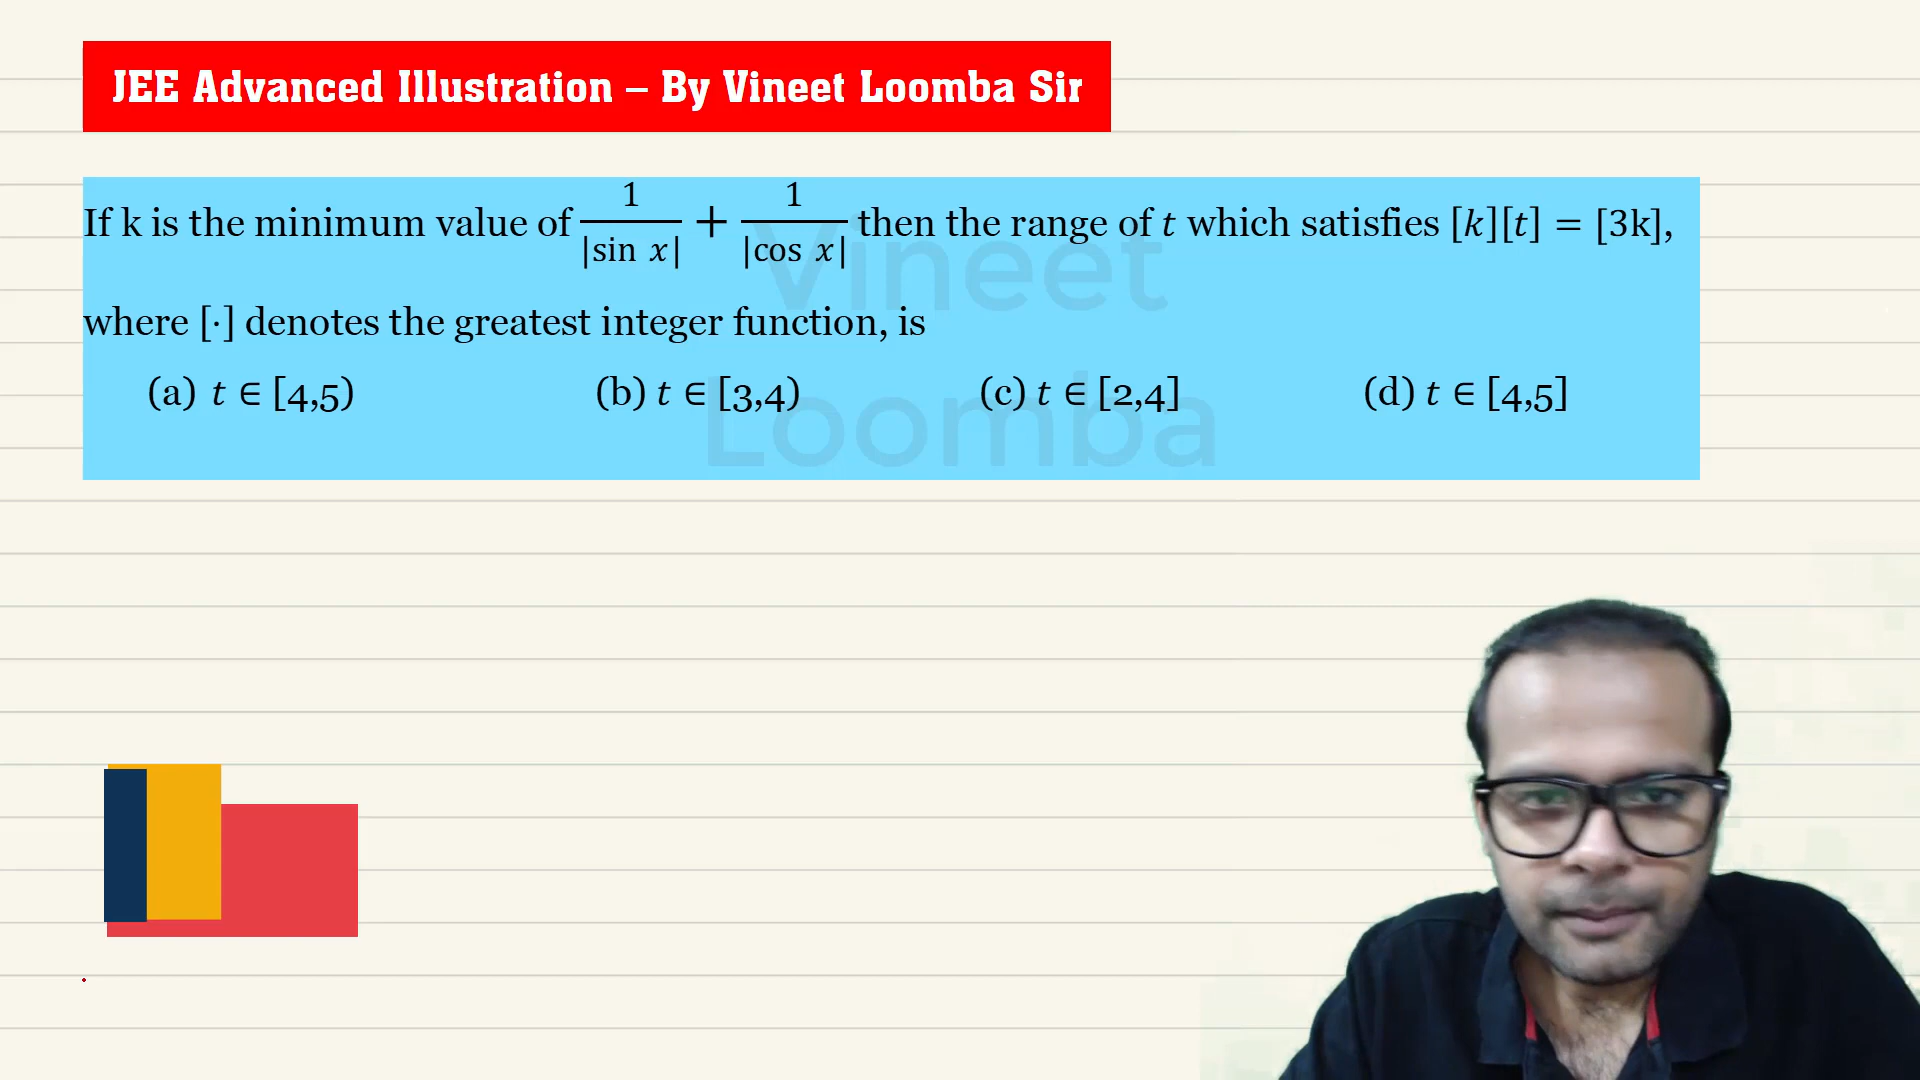 JEE Advanced Illustration – By Vineet Loomba Sir
If k is the minimum value of 1/|sin x| + 1/|cos x| then the range of t which satisfies [k][t] = [3k],
where [·] denotes the greatest integer function, is
(a) t ∈ [4,5) (b) t ∈ [3,4) (c) t ∈ [2,4] (d) t ∈ [4,5]
Vineet
Loomba